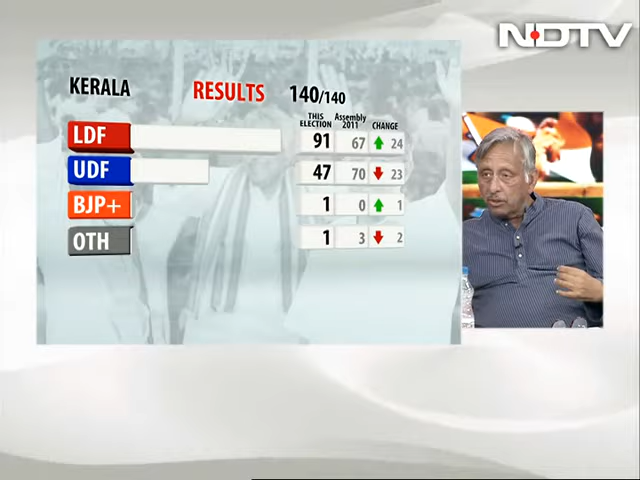 NDTV
KERALA RESULTS 140/140
THIS ELECTION Assembly 2011 CHANGE
LDF 91 67 24
UDF 47 70 23
BJP+ 1 0 1
OTH 1 3 2